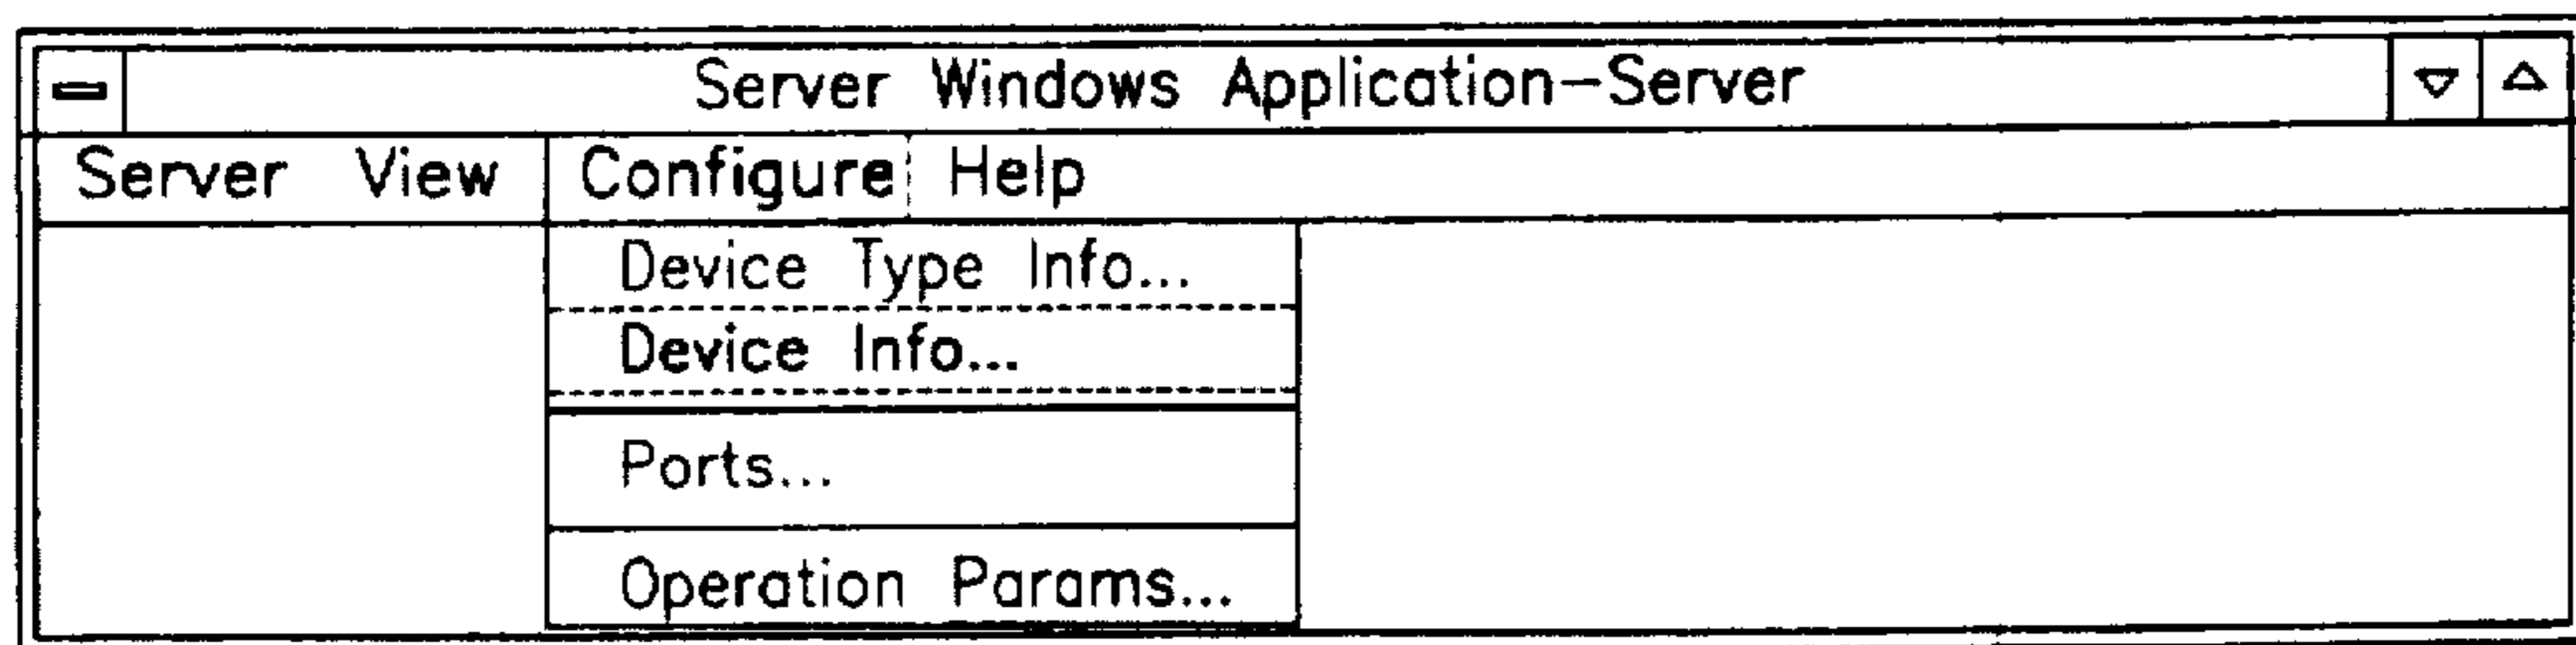 Server Windows Application-Server
Server View Configure Help
Device Type Info...
Device Info...
Ports...
Operation Params...